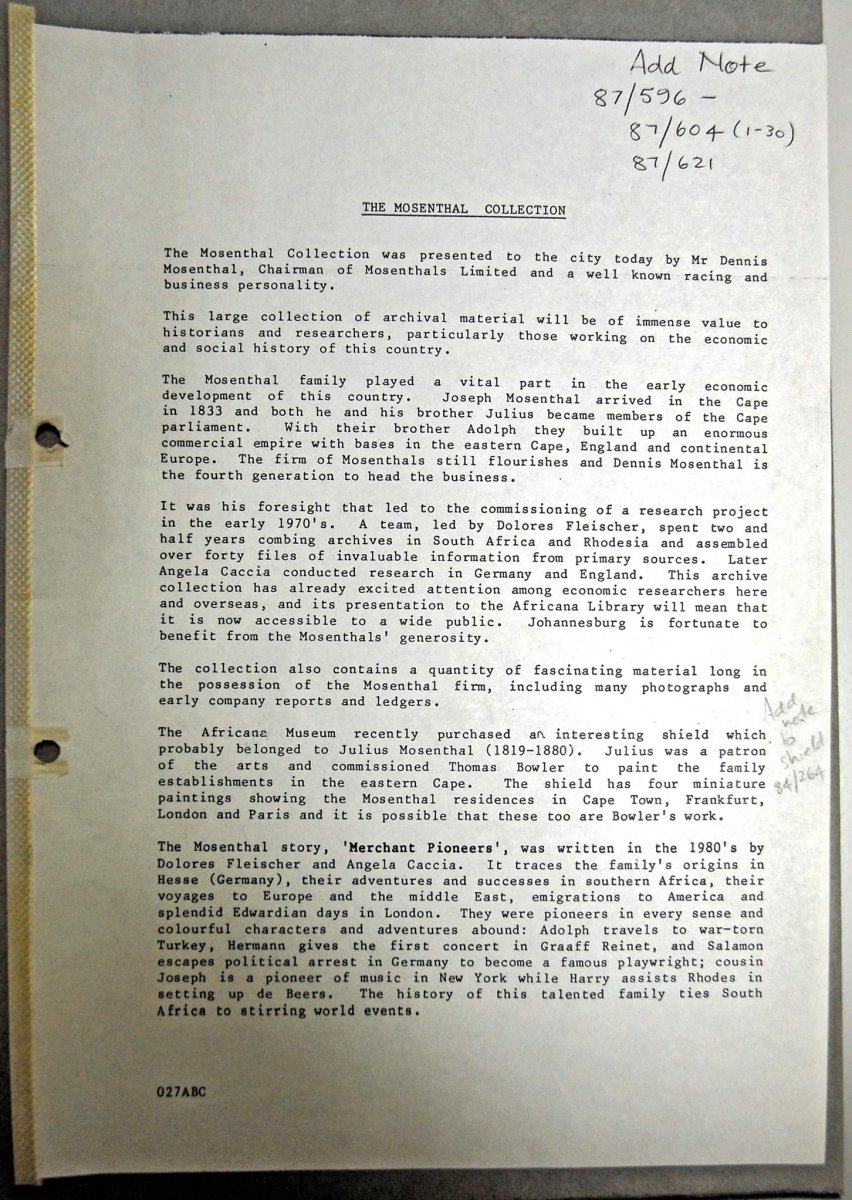 Add Note
87/596 -
87/604 (1-30)
87/621
THE MOSENTHAL COLLECTION
The Mosenthal Collection was presented to the city today by Mr Dennis
Mosenthal, Chairman of Mosenthals Limited and a well known racing and
business personality.
This large collection of archival material will be of immense value to
historians and researchers, particularly those working on the economic
and social history of this country.
The Mosenthal family played a vital part in the early economic
development of this country. Joseph Mosenthal arrived in the Cape
in 1833 and both he and his brother Julius became members of the Cape
parliament. With their brother Adolph they built up an enormous
commercial empire with bases in the eastern Cape, England and continental
Europe. The firm of Mosenthals still flourishes and Dennis Mosenthal is
the fourth generation to head the business.
It was his foresight that led to the commissioning of a research project
in the early 1970's. A team, led by Dolores Fleischer, spent two and
half years combing archives in South Africa and Rhodesia and assembled
over forty files of invaluable information from primary sources. Later
Angela Caccia conducted research in Germany and England. This archive
collection has already excited attention among economic researchers here
and overseas, and its presentation to the Africana Library will mean that
it is now accessible to a wide public. Johannesburg is fortunate to
benefit from the Mosenthals' generosity.
The collection also contains a quantity of fascinating material long in
the possession of the Mosenthal firm, including many photographs and
early company reports and ledgers.
The Africana Museum recently purchased an interesting shield which
probably belonged to Julius Mosenthal (1819-1880). Julius was a patron
of the arts and commissioned Thomas Bowler to paint the family
establishments in the eastern Cape. The shield has four miniature
paintings showing the Mosenthal residences in Cape Town, Frankfurt,
London and Paris and it is possible that these too are Bowler's work.
Add
note
to
shield
84/264
The Mosenthal story, 'Merchant Pioneers', was written in the 1980's by
Dolores Fleischer and Angela Caccia. It traces the family's origins in
Hesse (Germany), their adventures and successes in southern Africa, their
voyages to Europe and the middle East, emigrations to America and
splendid Edwardian days in London. They were pioneers in every sense and
colourful characters and adventures abound: Adolph travels to war-torn
Turkey, Hermann gives the first concert in Graaff Reinet, and Salamon
escapes political arrest in Germany to become a famous playwright; cousin
Joseph is a pioneer of music in New York while Harry assists Rhodes in
setting up de Beers. The history of this talented family ties South
Africa to stirring world events.
027ABC